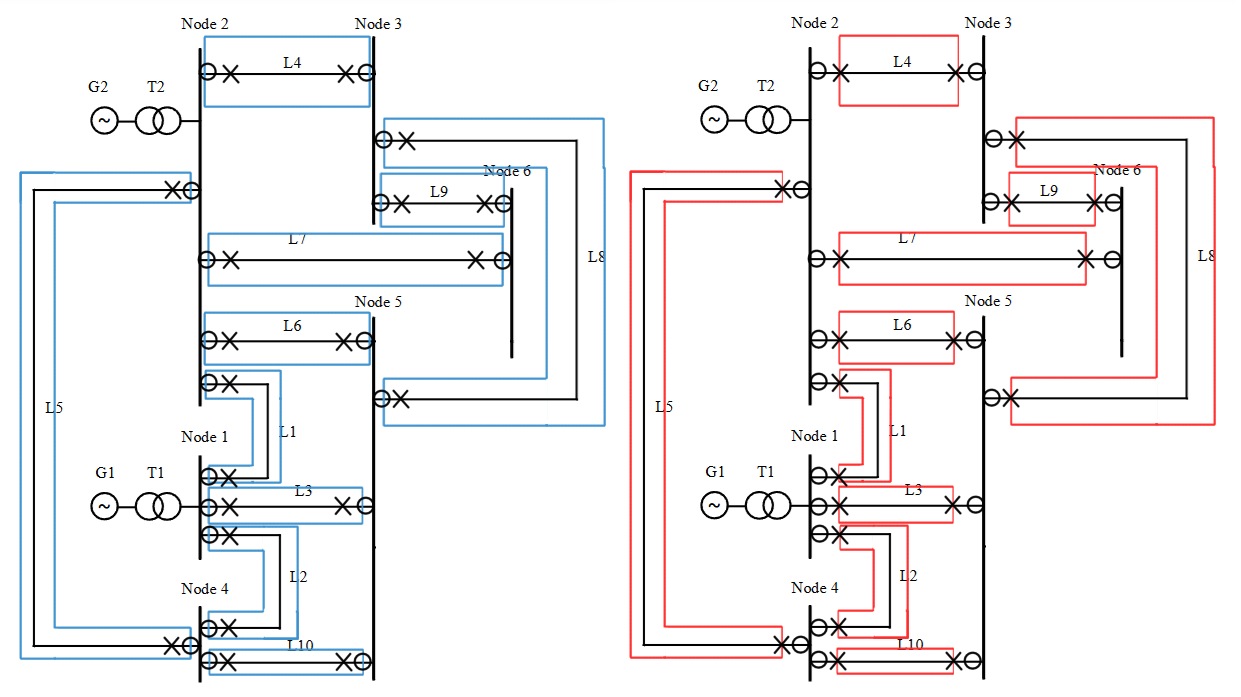 Node 2 Node 3
L4
G2 T2
Node 6
L9
L7
L8
Node 5
L6
L5
L1
Node 1
G1 T1
L3
L2
Node 4
L10
Node 2 Node 3
L4
G2 T2
Node 6
L9
L7
L8
Node 5
L6
L5
L1
Node 1
G1 T1
L3
L2
Node 4
L10